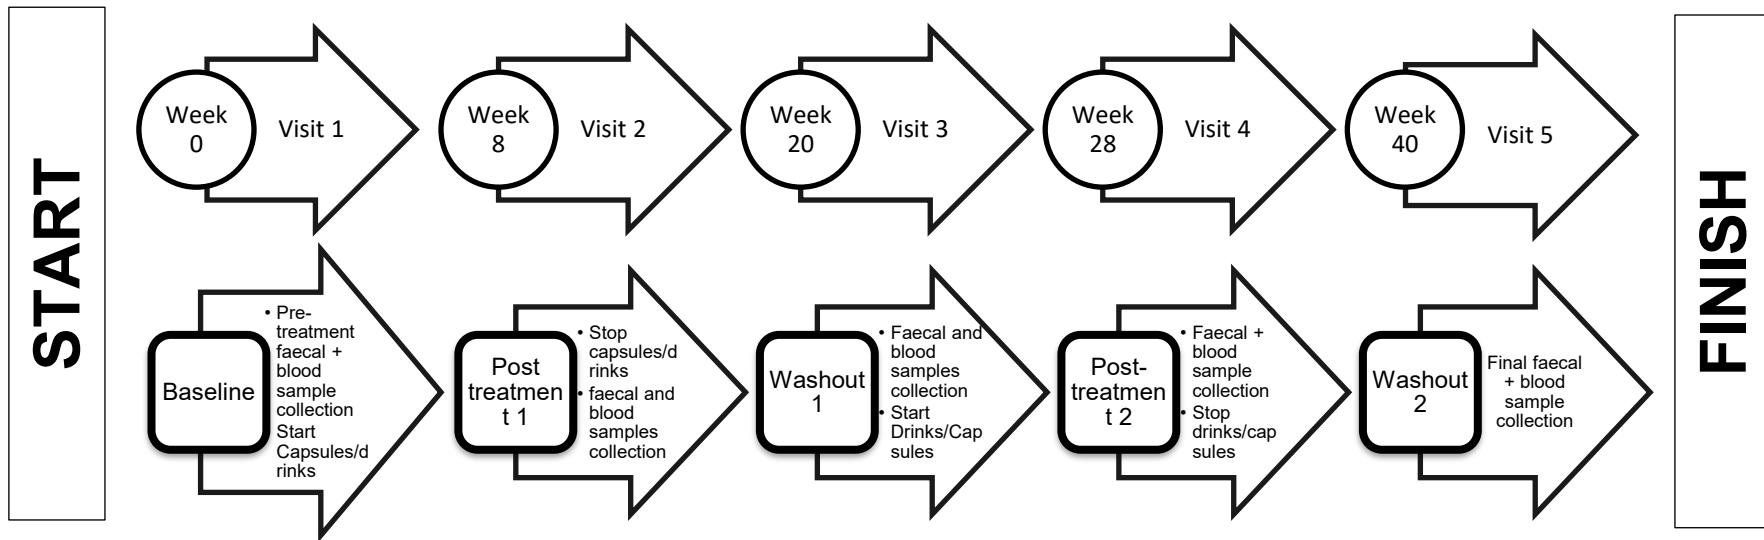 START
Week
0
Visit 1
Week
8
Visit 2
Week
20
Visit 3
Week
28
Visit 4
Week
40
Visit 5
Baseline
• Pre-
treatment
faecal +
blood
sample
collection
Start
Capsules/d
rinks
Post
treatmen
t 1
• Stop
capsules/d
rinks
• faecal and
blood
samples
collection
Washout
1
• Faecal and
blood
samples
collection
• Start
Drinks/Cap
sules
Post-
treatmen
t 2
• Faecal +
blood
sample
collection
• Stop
drinks/cap
sules
Washout
2
Final faecal
+ blood
sample
collection
FINISH